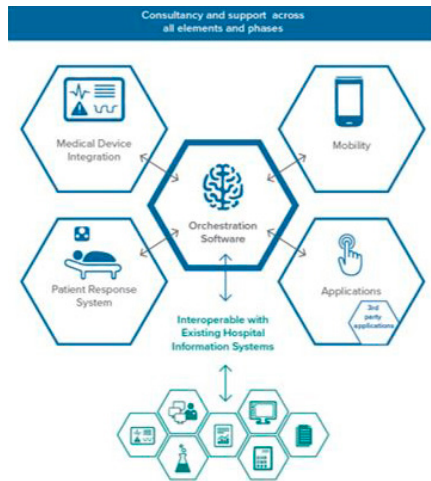 Consultancy and support across
all elements and phases
Medical Device
Integration
Mobility
Orchestration
Software
Patient Response
System
Applications
3rd
party
applications
Interoperable with
Existing Hospital
Information Systems